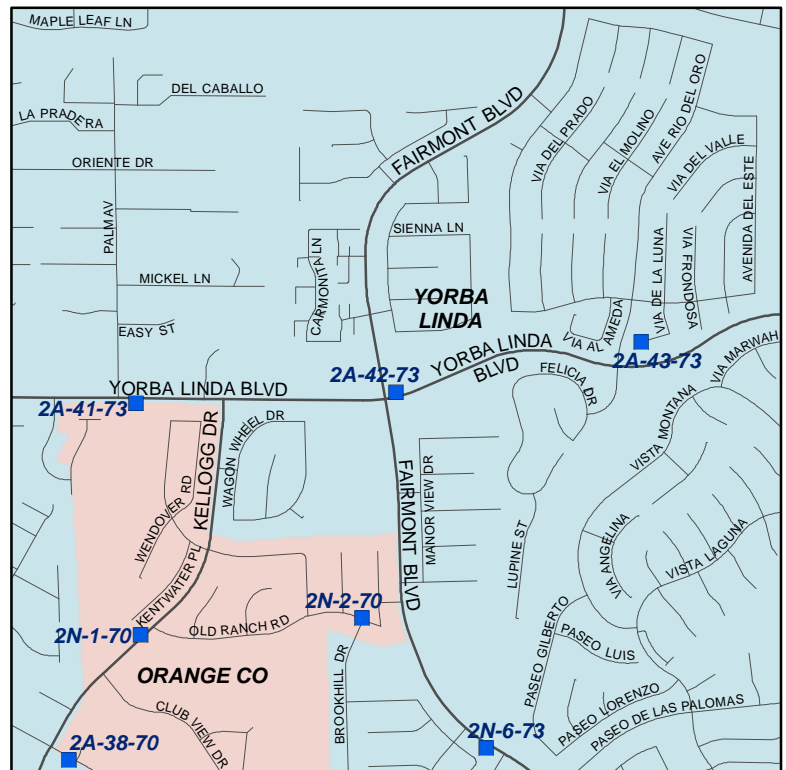 MAPLE LEAF LN
DEL CABALLO
LA PRADERA
ORIENTE DR
PALM AV
MICKEL LN
EASY ST
FAIRMONT BLVD
SIENNA LN
CARMONITA LN
YORBA
LINDA
VIA DEL PRADO
VIA EL MOLINO
AVE RIO DEL ORO
VIA DEL VALLE
AVENIDA DEL ESTE
VIA DE LA LUNA
VIA FRONDOSA
VIA AL AMEDA
2A-43-73
YORBA LINDA
BLVD
2A-42-73
YORBA LINDA BLVD
2A-41-73
FELICIA DR
VIA MARWAH
VISTA MONTANA
KELLOGG DR
WAGON WHEEL DR
WENDOVER RD
FAIRMONT BLVD
MANOR VIEW DR
LUPINE ST
VIA ANGELINA
VISTA LAGUNA
KENTWATER PL
2N-2-70
2N-1-70
OLD RANCH RD
ORANGE CO
BROOKHILL DR
PASEO GILBERTO
PASEO LUIS
PASEO LORENZO
PASEO DE LAS PALOMAS
CLUB VIEW DR
2A-38-70
2N-6-73